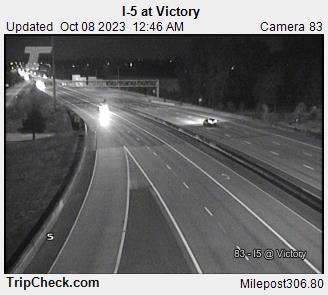 I-5 at Victory
Updated Oct 08 2023 12:46 AM Camera 83
S
83 - I5 @ Victory
TripCheck.com Milepost306.80